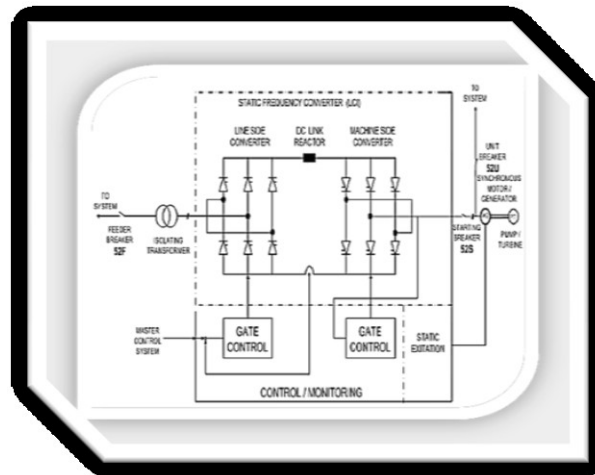 STATIC FREQUENCY CONVERTER (LCI)
LINE SIDE
CONVERTER
DC LINK
REACTOR
MACHINE SIDE
CONVERTER
TO
SYSTEM
UNIT
BREAKER
52U
SYNCHRONOUS
MOTOR /
GENERATOR
TO
SYSTEM
FEEDER
BREAKER
52F
ISOLATING
TRANSFORMER
STARTING
BREAKER
52S
PUMP /
TURBINE
MASTER
CONTROL
SYSTEM
GATE
CONTROL
GATE
CONTROL
STATIC
EXITATION
CONTROL / MONITORING